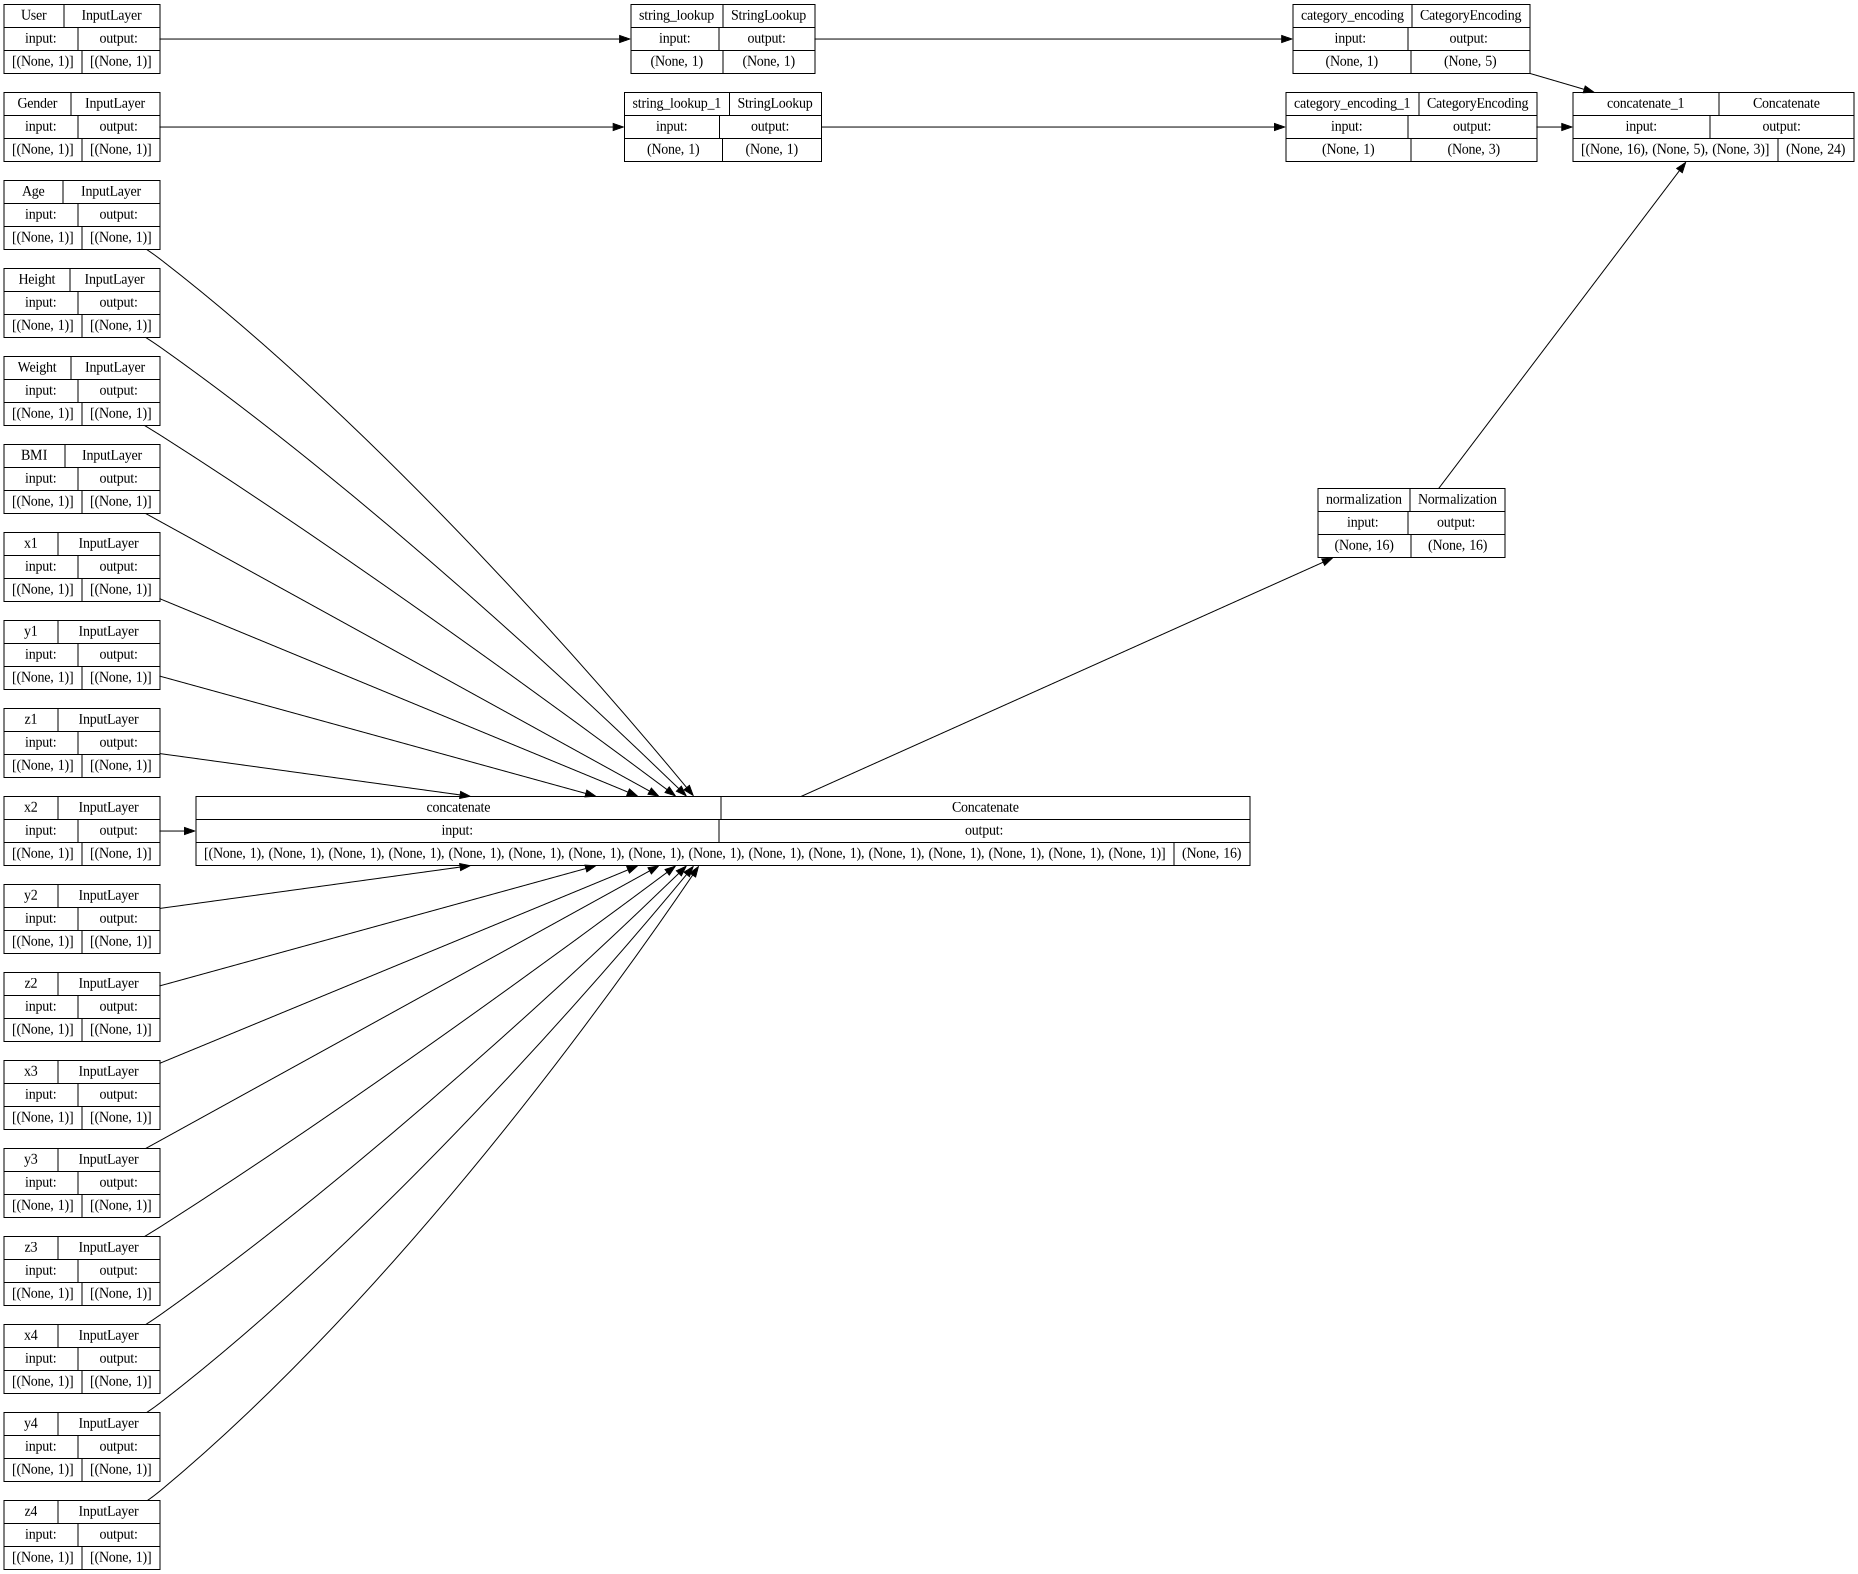 User InputLayer string_lookup StringLookup category_encoding CategoryEncoding
input: output: input: output: input: output:
[(None, 1)] [(None, 1)] (None, 1) (None, 1) (None, 1) (None, 5)
Gender InputLayer string_lookup_1 StringLookup category_encoding_1 CategoryEncoding concatenate_1 Concatenate
input: output: input: output: input: output: input: output:
[(None, 1)] [(None, 1)] (None, 1) (None, 1) (None, 1) (None, 3) [(None, 16), (None, 5), (None, 3)] (None, 24)
Age InputLayer
input: output:
[(None, 1)] [(None, 1)]
Height InputLayer
input: output:
[(None, 1)] [(None, 1)]
Weight InputLayer
input: output:
[(None, 1)] [(None, 1)]
BMI InputLayer
input: output:
[(None, 1)] [(None, 1)]
normalization Normalization
input: output:
(None, 16) (None, 16)
x1 InputLayer
input: output:
[(None, 1)] [(None, 1)]
y1 InputLayer
input: output:
[(None, 1)] [(None, 1)]
z1 InputLayer
input: output:
[(None, 1)] [(None, 1)]
x2 InputLayer concatenate Concatenate
input: output: input: output:
[(None, 1)] [(None, 1)] [(None, 1), (None, 1), (None, 1), (None, 1), (None, 1), (None, 1), (None, 1), (None, 1), (None, 1), (None, 1), (None, 1), (None, 1), (None, 1), (None, 1), (None, 1), (None, 1)] (None, 16)
y2 InputLayer
input: output:
[(None, 1)] [(None, 1)]
z2 InputLayer
input: output:
[(None, 1)] [(None, 1)]
x3 InputLayer
input: output:
[(None, 1)] [(None, 1)]
y3 InputLayer
input: output:
[(None, 1)] [(None, 1)]
z3 InputLayer
input: output:
[(None, 1)] [(None, 1)]
x4 InputLayer
input: output:
[(None, 1)] [(None, 1)]
y4 InputLayer
input: output:
[(None, 1)] [(None, 1)]
z4 InputLayer
input: output:
[(None, 1)] [(None, 1)]